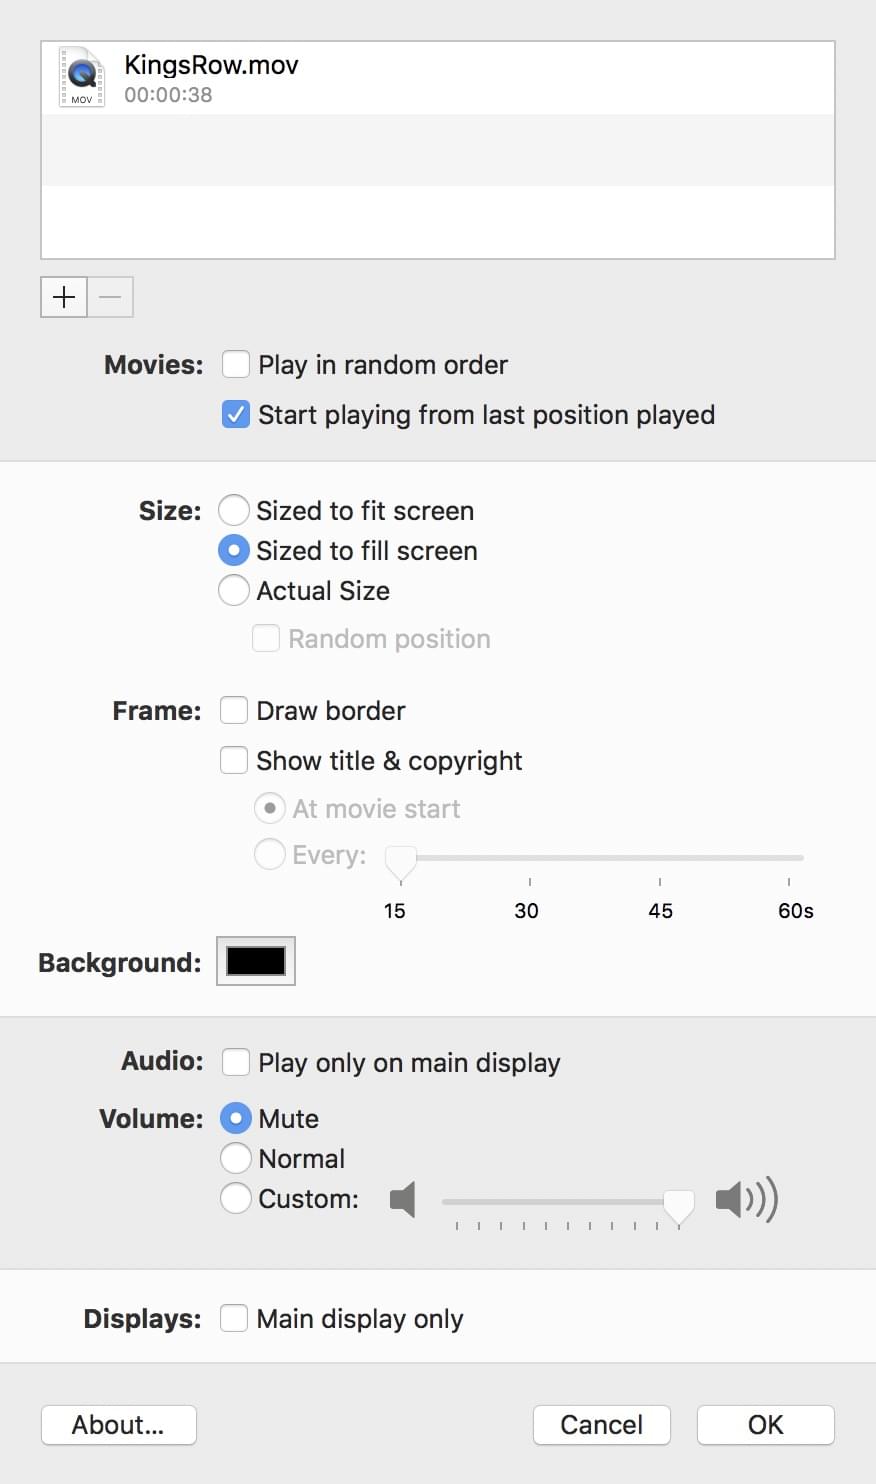 KingsRow.mov
MOV
00:00:38
Movies: Play in random order
Start playing from last position played
Size: Sized to fit screen
Sized to fill screen
Actual Size
Random position
Frame: Draw border
Show title & copyright
At movie start
Every:
15 30 45 60s
Background:
Audio: Play only on main display
Volume: Mute
Normal
Custom:
Displays: Main display only
About... Cancel OK